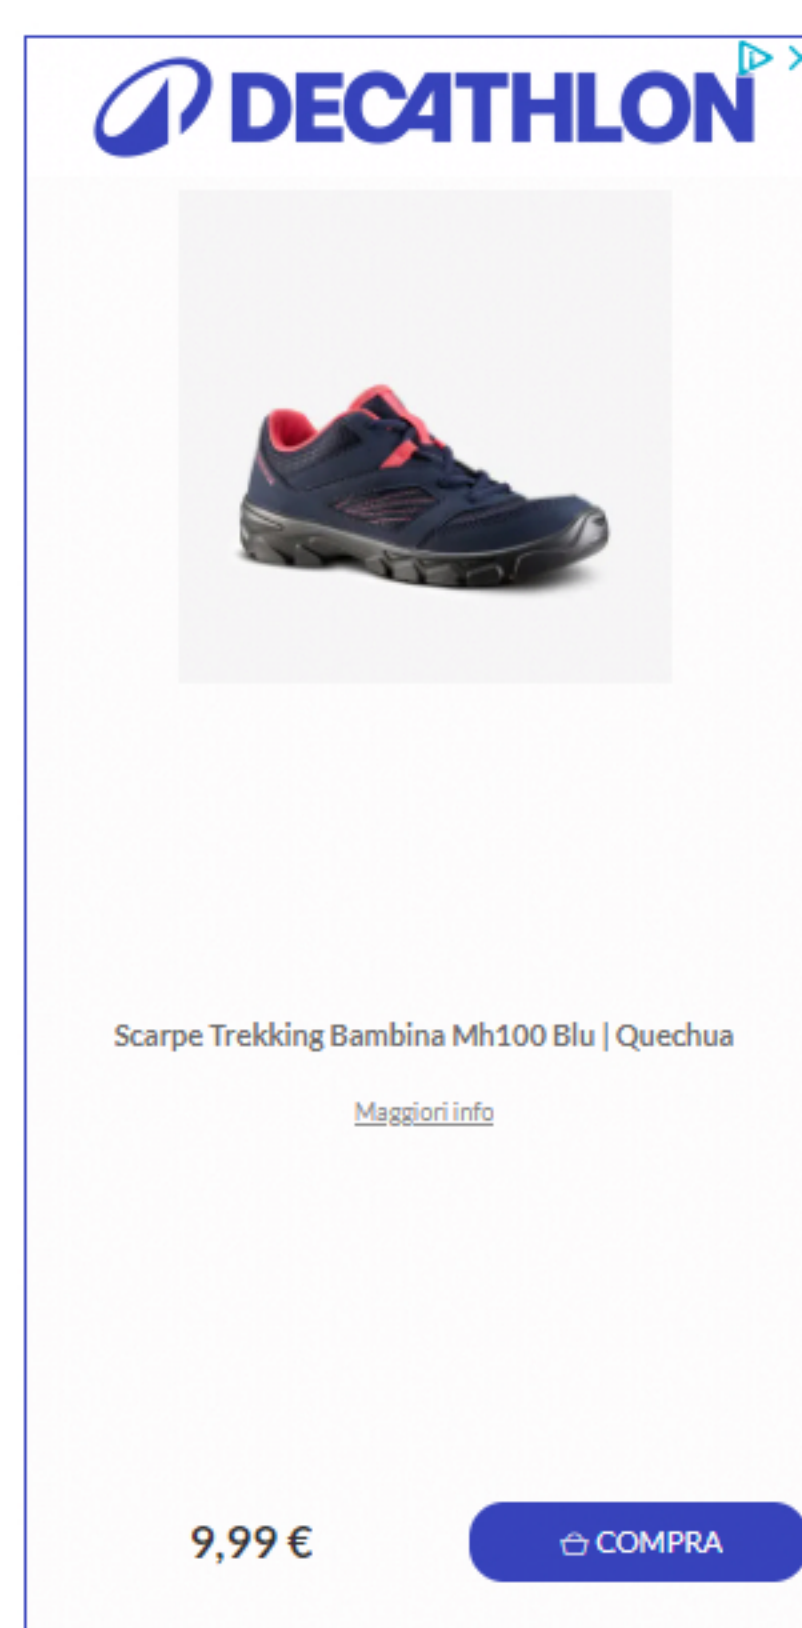 DECATHLON
Scarpe Trekking Bambina Mh100 Blu | Quechua
Maggiori info
9,99 €
COMPRA